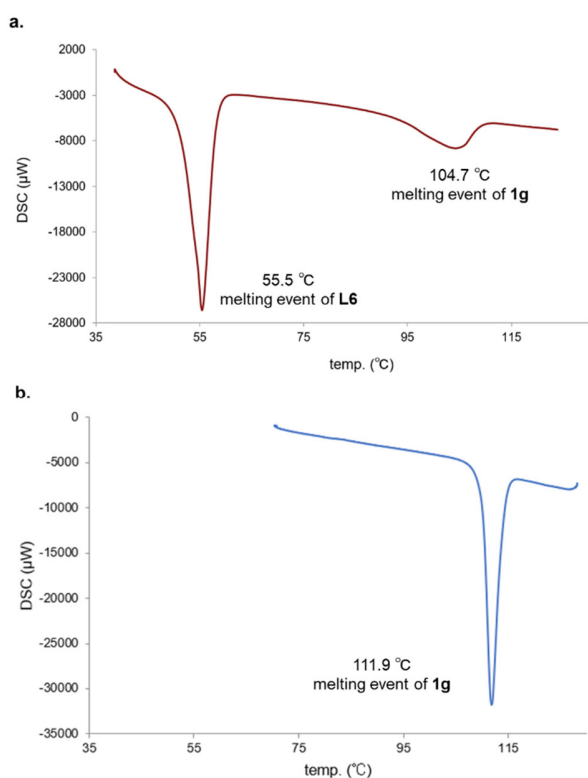 a.
2000
-3000
-8000
-13000
-18000
-23000
-28000
DSC (µW)
104.7 °C
melting event of 1g
55.5 °C
melting event of L6
35 55 75 95 115
temp. (℃)
b.
0
-5000
-10000
-15000
-20000
-25000
-30000
-35000
DSC (µW)
111.9 °C
melting event of 1g
35 55 75 95 115
temp. (℃)